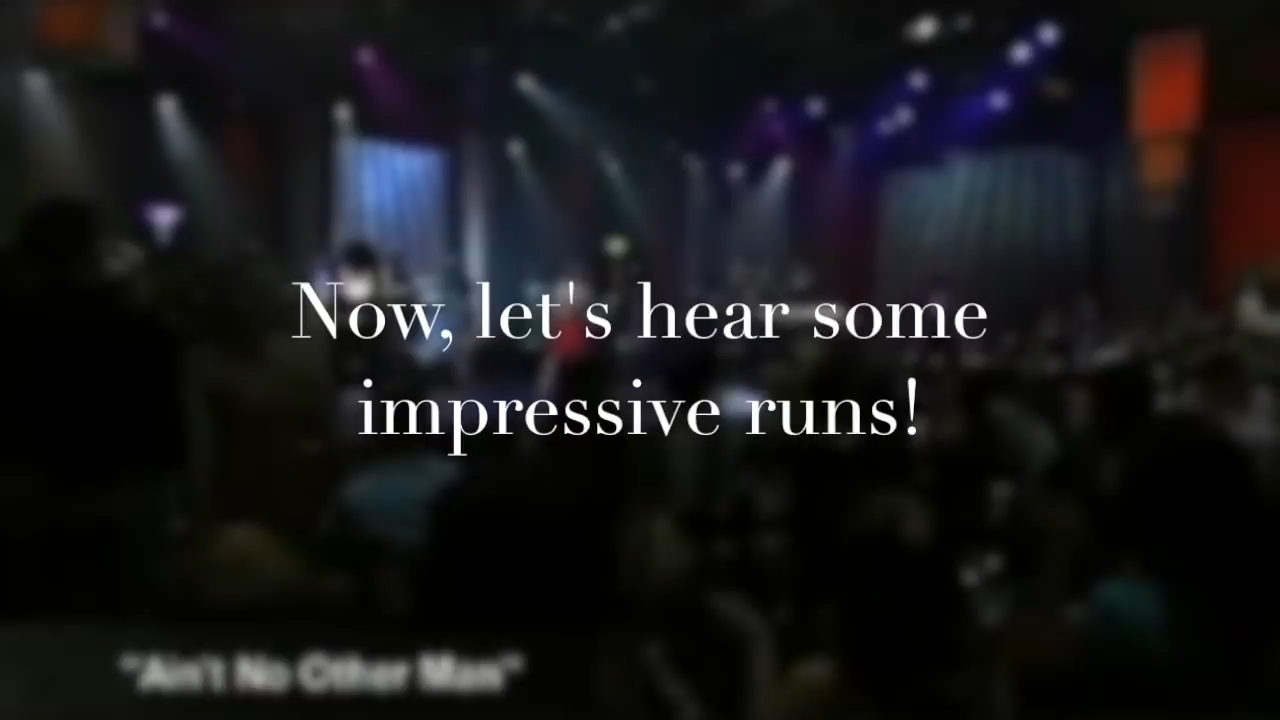 Now, let's hear some
impressive runs!
"Ain't No Other Man"